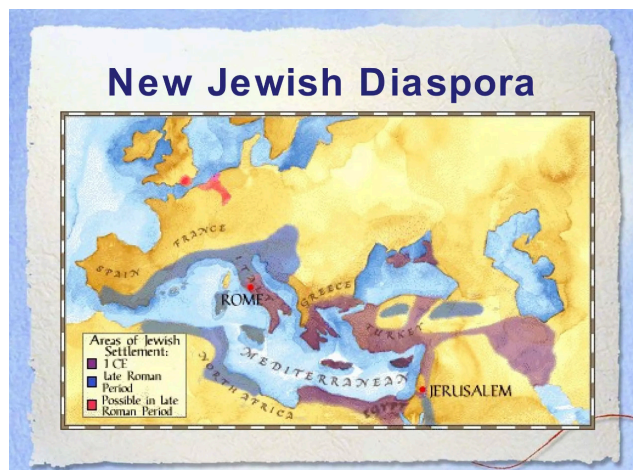 New Jewish Diaspora
FRANCE
SPAIN
ITALY
ROME
GREECE
TURKEY
MEDITERRANEAN
NORTH AFRICA
EGYPT
JERUSALEM
Areas of Jewish
Settlement:
1 CE
Late Roman
Period
Possible in late
Roman Period